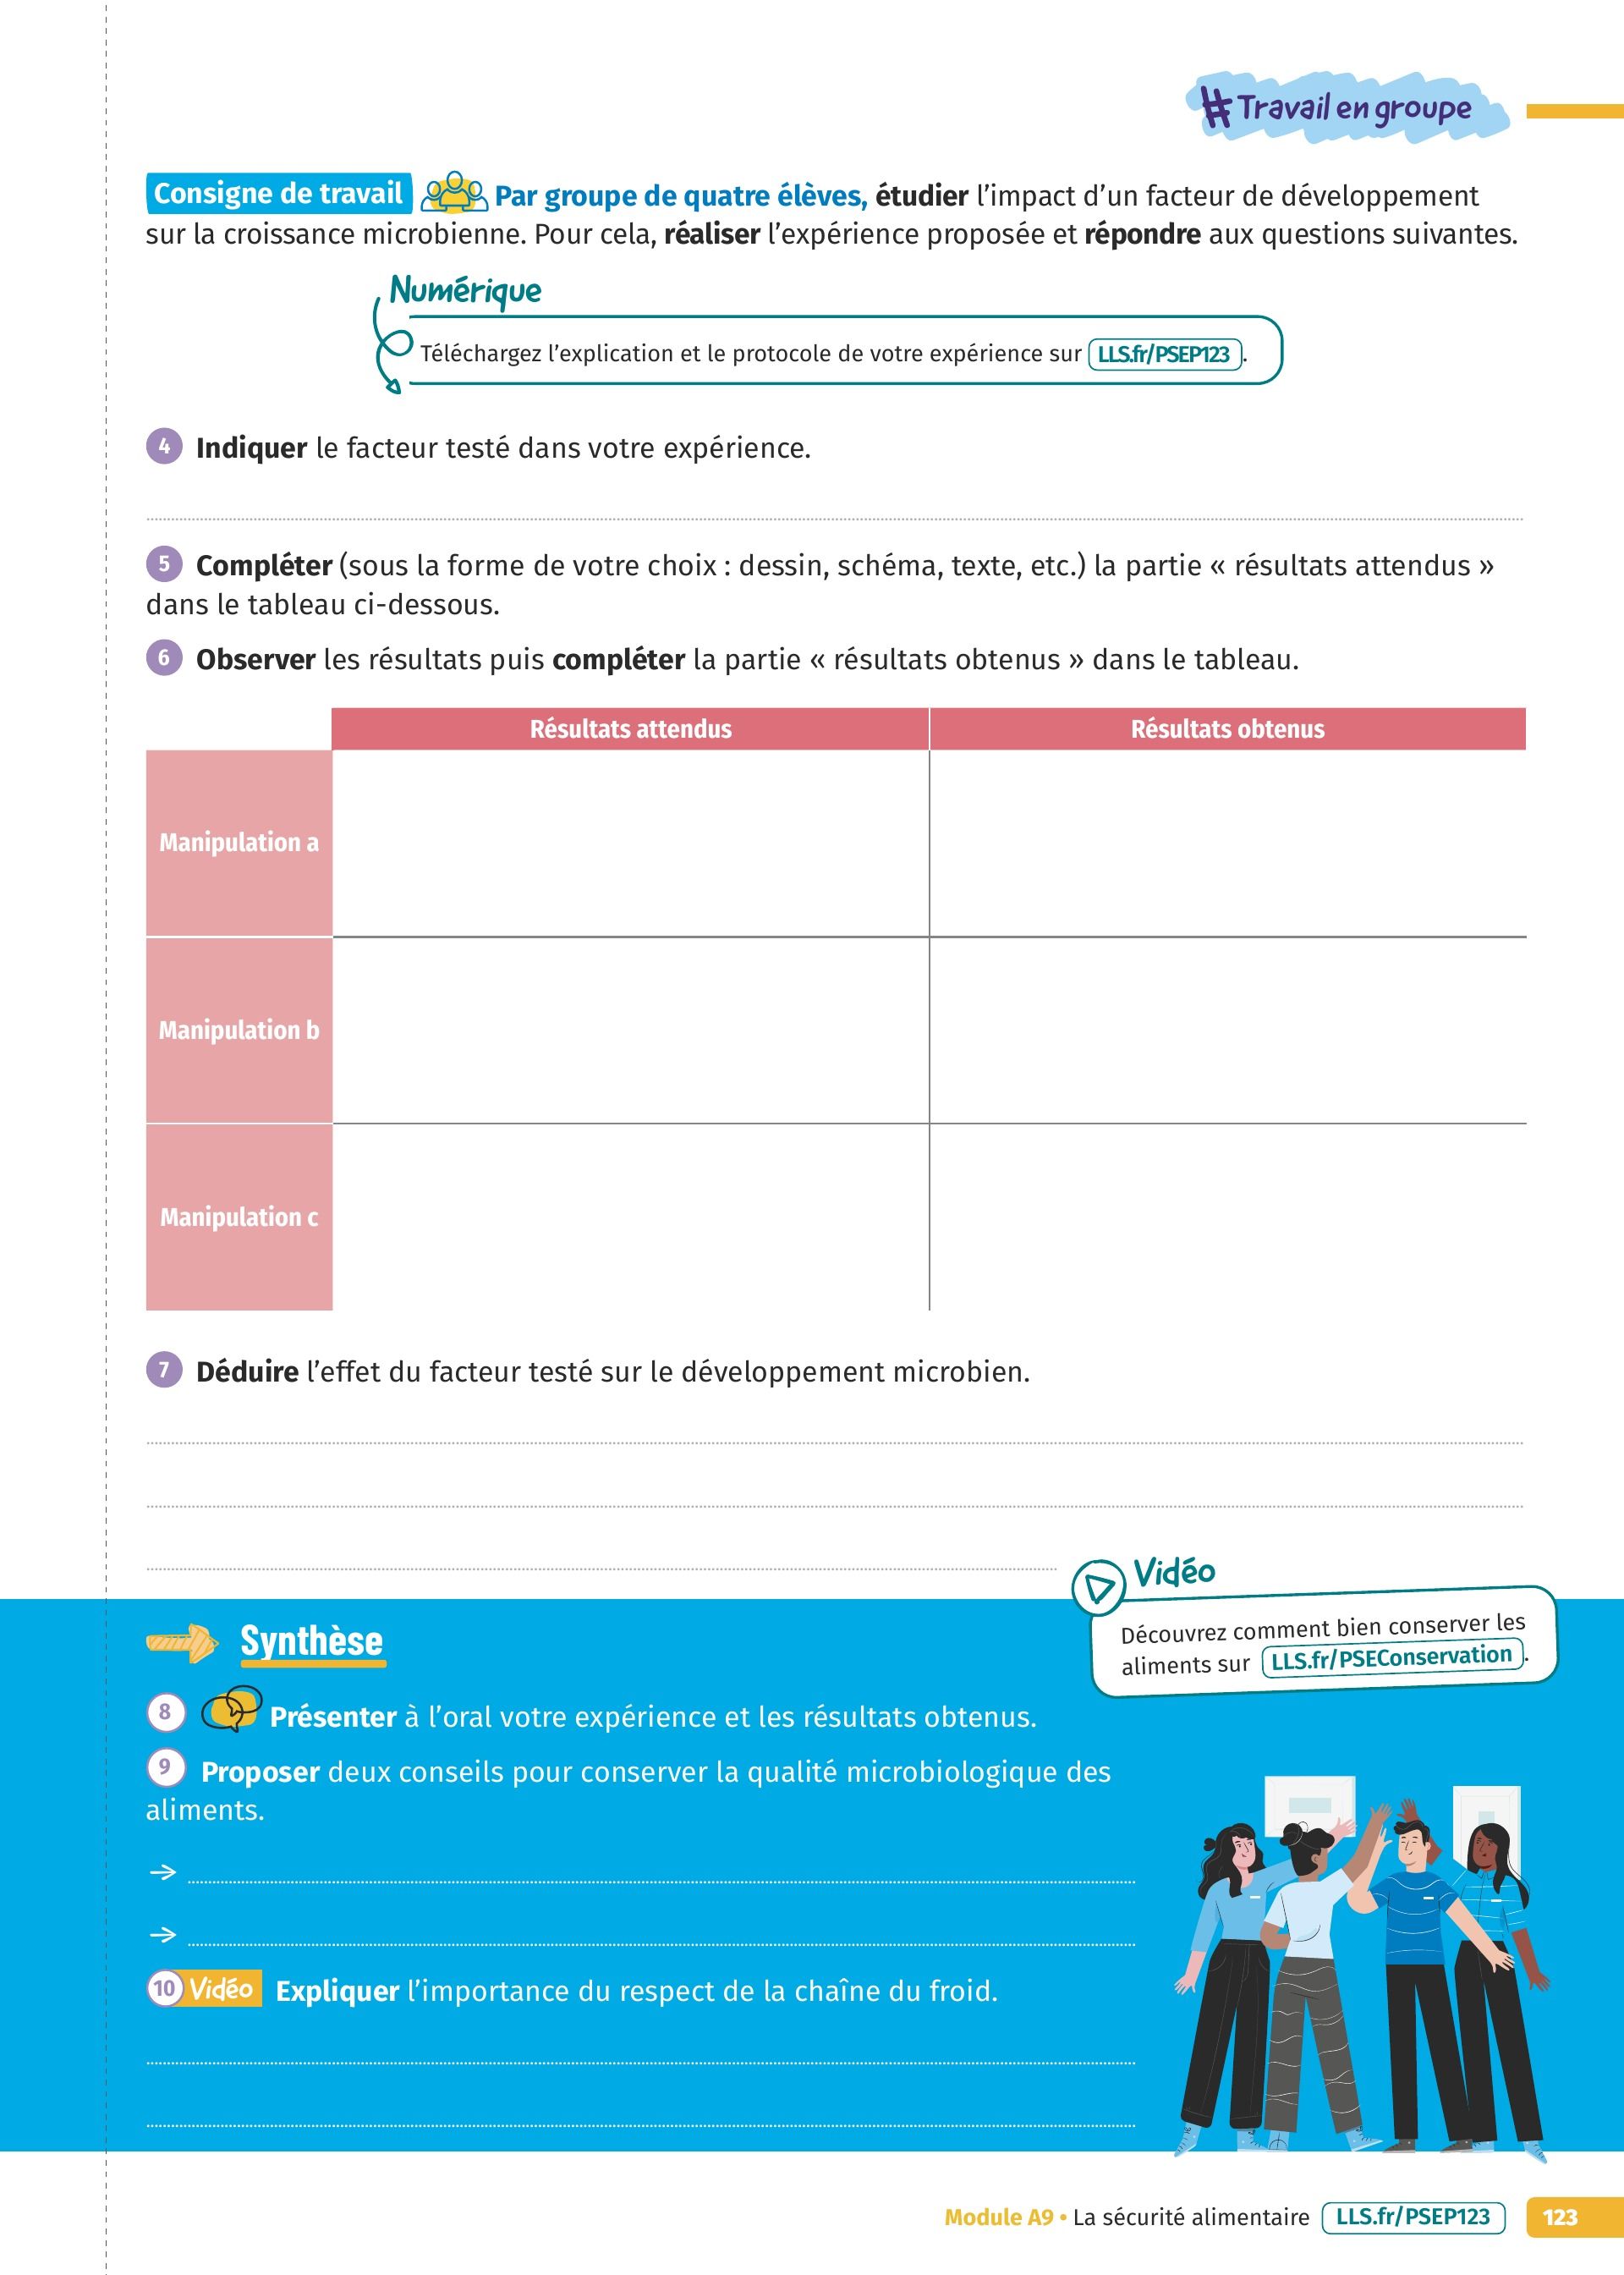 #Travail en groupe
Consigne de travail Par groupe de quatre élèves, étudier l'impact d'un facteur de développement
sur la croissance microbienne. Pour cela, réaliser l'expérience proposée et répondre aux questions suivantes.
Numérique
Téléchargez l'explication et le protocole de votre expérience sur LLS.fr/PSEP123.
4 Indiquer le facteur testé dans votre expérience.
5 Compléter (sous la forme de votre choix : dessin, schéma, texte, etc.) la partie « résultats attendus »
dans le tableau ci-dessous.
6 Observer les résultats puis compléter la partie « résultats obtenus » dans le tableau.
Résultats attendus Résultats obtenus
Manipulation a
Manipulation b
Manipulation c
7 Déduire l'effet du facteur testé sur le développement microbien.
Vidéo
Découvrez comment bien conserver les
aliments sur LLS.fr/PSEConservation.
Synthèse
8 Présenter à l'oral votre expérience et les résultats obtenus.
9 Proposer deux conseils pour conserver la qualité microbiologique des
aliments.
→
→
10 Vidéo Expliquer l'importance du respect de la chaîne du froid.
Module A9 • La sécurité alimentaire LLS.fr/PSEP123 123